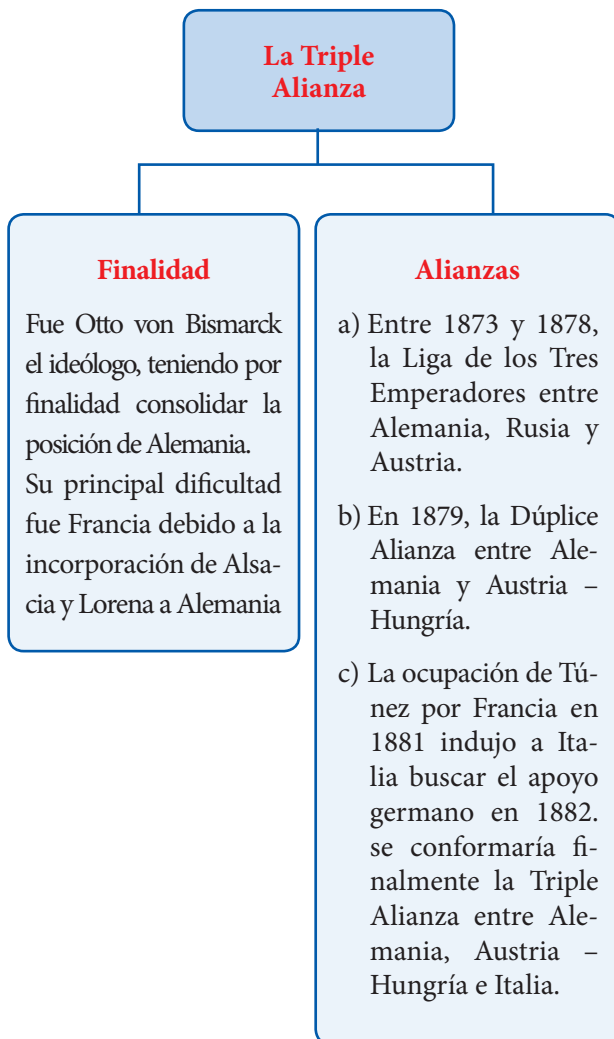 La Triple
Alianza
Finalidad
Fue Otto von Bismarck
el ideólogo, teniendo por
finalidad consolidar la
posición de Alemania.
Su principal dificultad
fue Francia debido a la
incorporación de Alsa-
cia y Lorena a Alemania
Alianzas
a) Entre 1873 y 1878,
la Liga de los Tres
Emperadores entre
Alemania, Rusia y
Austria.
b) En 1879, la Dúplice
Alianza entre Ale-
mania y Austria –
Hungría.
c) La ocupación de Tú-
nez por Francia en
1881 indujo a Ita-
lia buscar el apoyo
germano en 1882.
se conformaría fi-
nalmente la Triple
Alianza entre Ale-
mania, Austria –
Hungría e Italia.